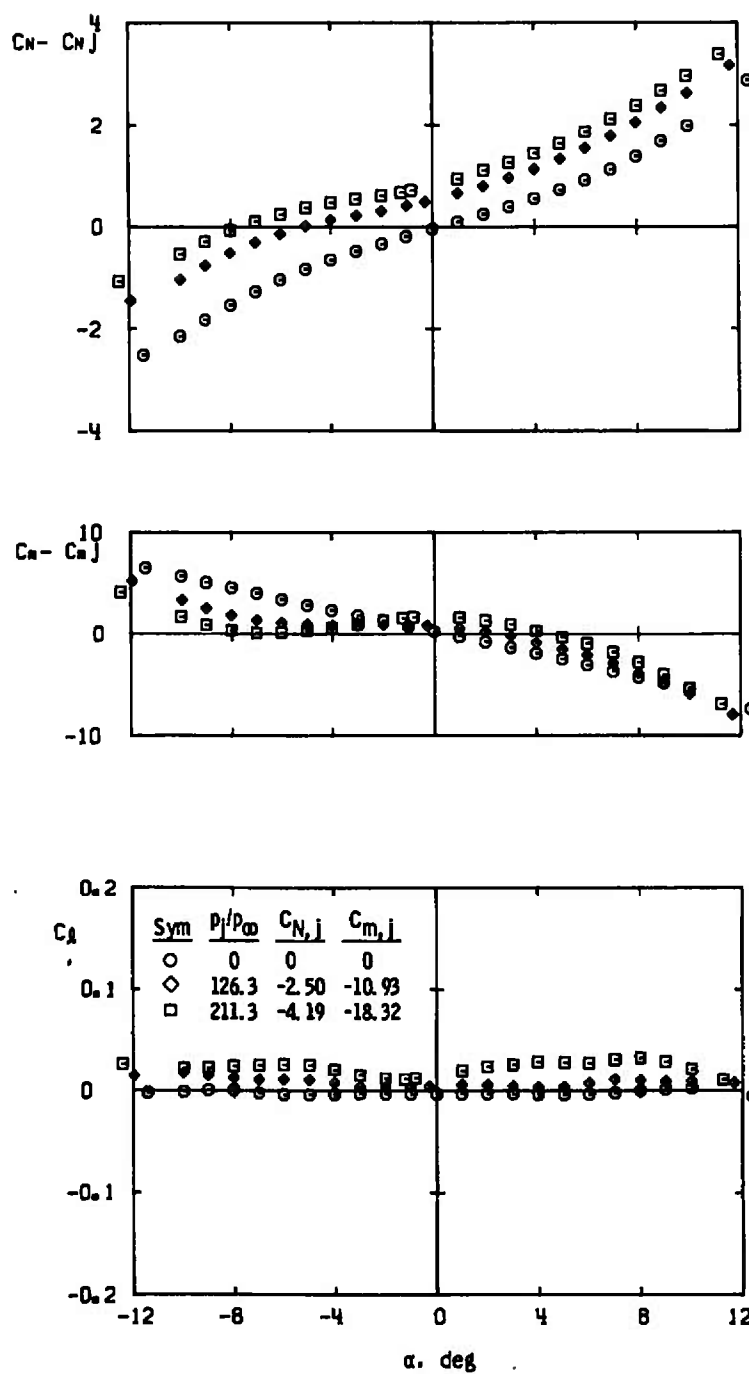 4
CN- CNj
2
0
-2
-4
10
Cm- Cmj
0
-10
0.2
Cℓ
Sym pj/p∞ CN,j Cm,j
○ 0 0 0
◇ 126.3 -2.50 -10.93
□ 211.3 -4.19 -18.32
0.1
0
-0.1
-0.2
-12 -8 -4 0 4 8 12
α, deg